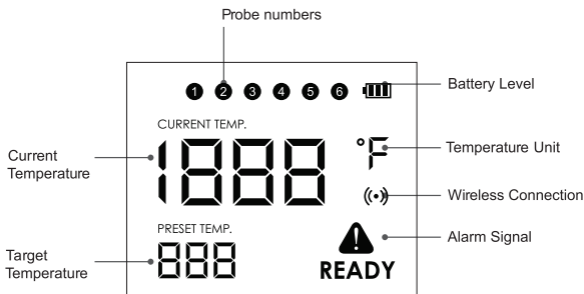 Probe numbers
1 2 3 4 5 6
Battery Level
CURRENT TEMP.
Current
Temperature
1888
°F
Temperature Unit
Wireless Connection
PRESET TEMP.
Target
Temperature
888
Alarm Signal
READY